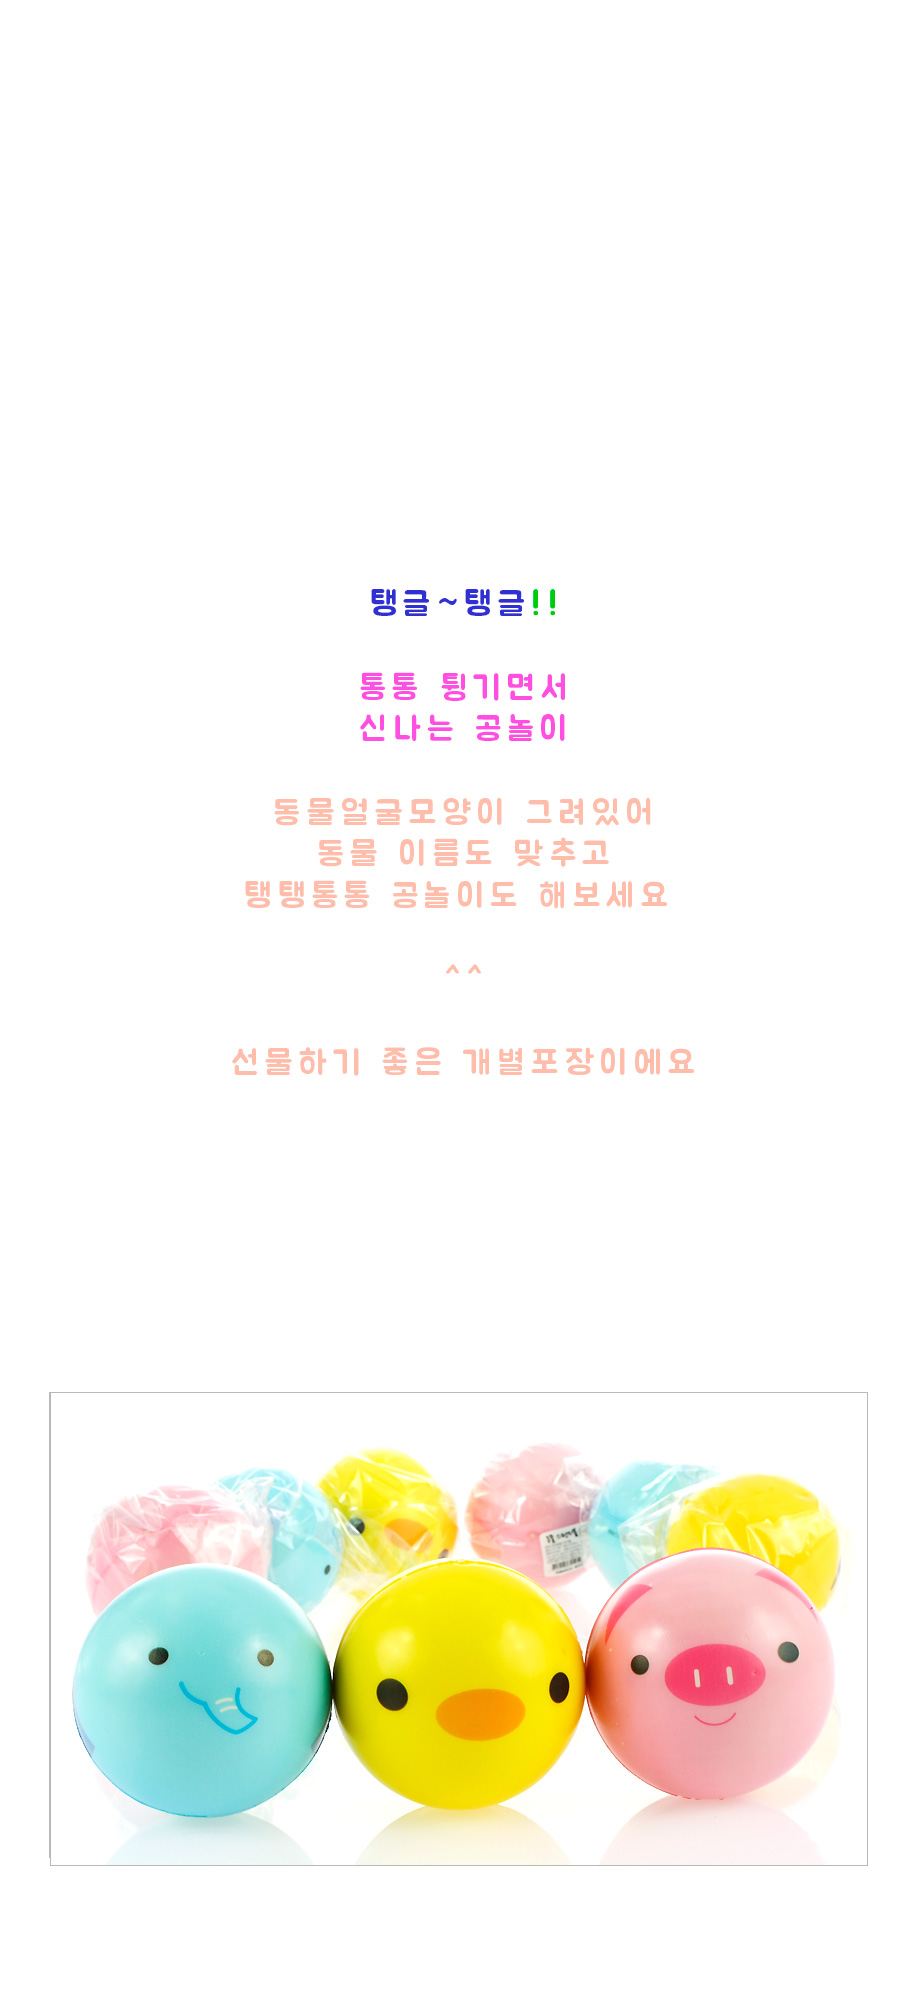 탱글~탱글!!
통통 튕기면서
신나는 공놀이
동물얼굴모양이 그려있어
동물 이름도 맞추고
탱탱통통 공놀이도 해보세요
^^
선물하기 좋은 개별포장이에요